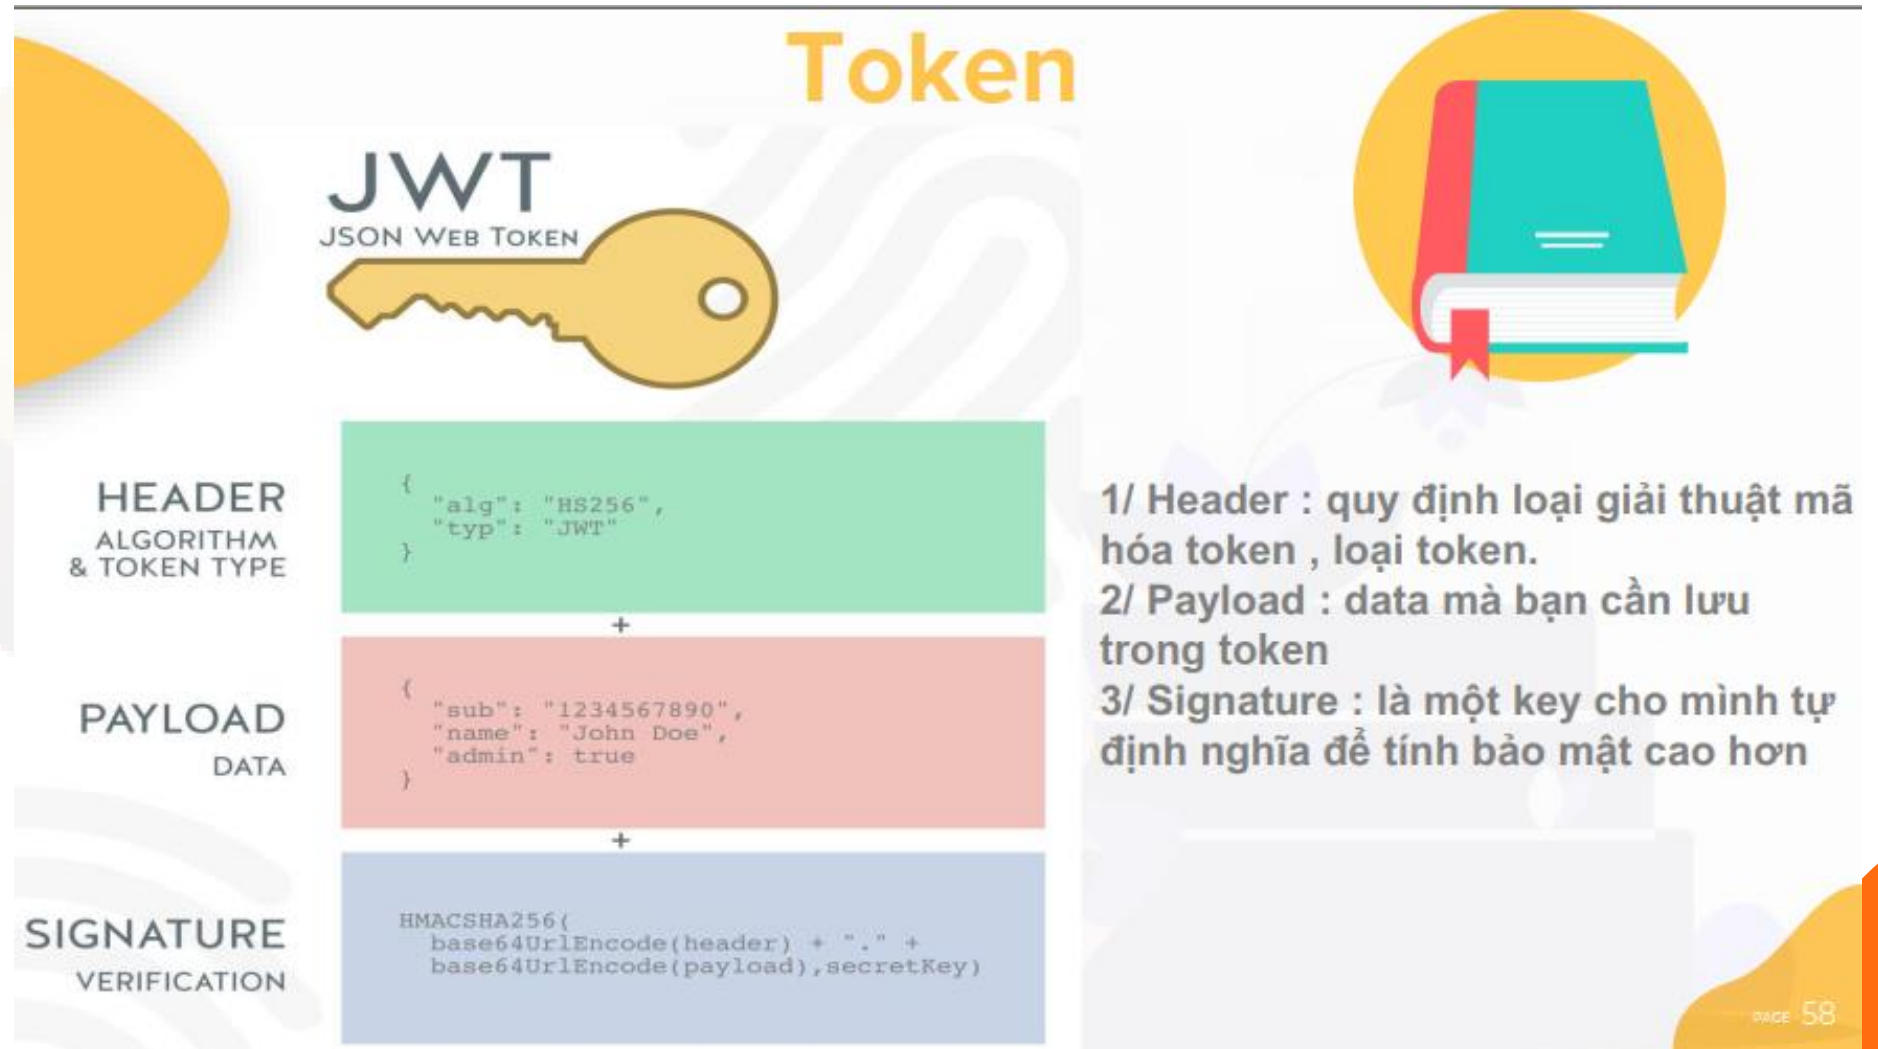 Token
JWT
JSON WEB TOKEN
HEADER
ALGORITHM
& TOKEN TYPE
{
"alg": "HS256",
"typ": "JWT"
}
+
PAYLOAD
DATA
{
"sub": "1234567890",
"name": "John Doe",
"admin": true
}
+
SIGNATURE
VERIFICATION
HMACSHA256(
base64UrlEncode(header) + "." +
base64UrlEncode(payload),secretKey)
1/ Header : quy định loại giải thuật mã
hóa token , loại token.
2/ Payload : data mà bạn cần lưu
trong token
3/ Signature : là một key cho mình tự
định nghĩa để tính bảo mật cao hơn
PAGE 58